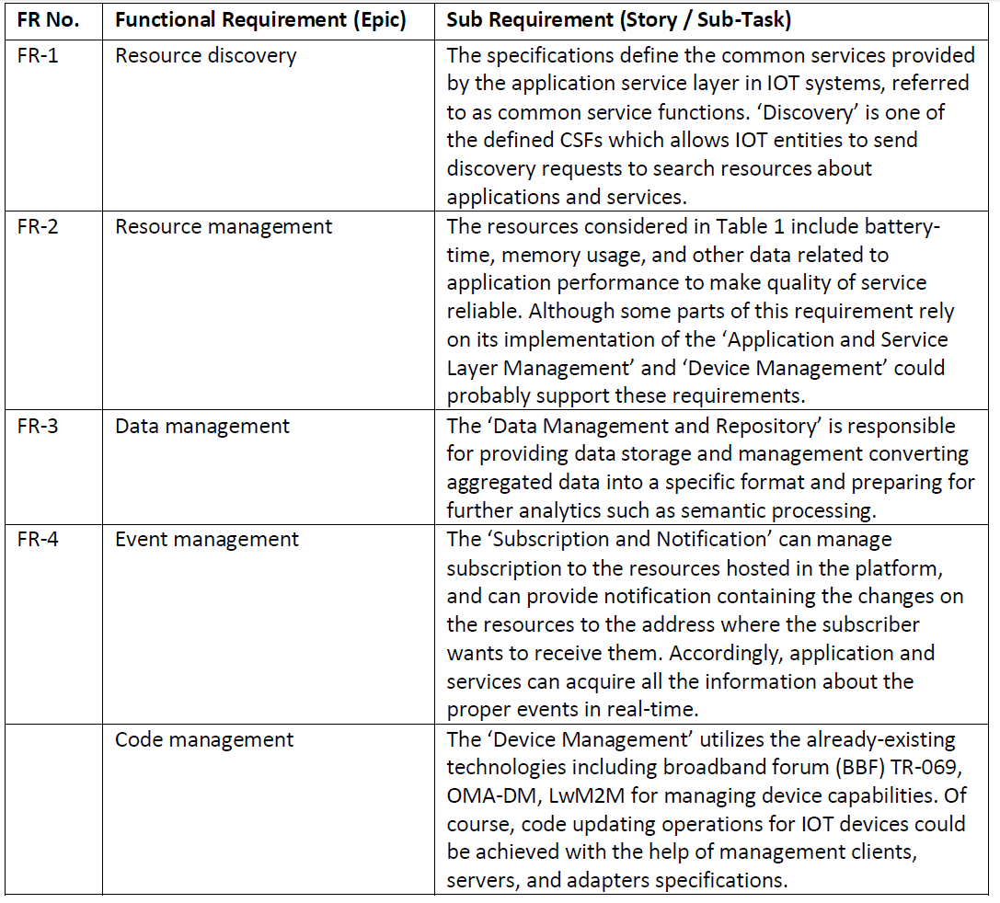 FR No. Functional Requirement (Epic) Sub Requirement (Story / Sub-Task)
FR-1 Resource discovery The specifications define the common services provided
by the application service layer in IOT systems, referred
to as common service functions. ‘Discovery’ is one of
the defined CSFs which allows IOT entities to send
discovery requests to search resources about
applications and services.
FR-2 Resource management The resources considered in Table 1 include battery-
time, memory usage, and other data related to
application performance to make quality of service
reliable. Although some parts of this requirement rely
on its implementation of the ‘Application and Service
Layer Management’ and ‘Device Management’ could
probably support these requirements.
FR-3 Data management The ‘Data Management and Repository’ is responsible
for providing data storage and management converting
aggregated data into a specific format and preparing for
further analytics such as semantic processing.
FR-4 Event management The ‘Subscription and Notification’ can manage
subscription to the resources hosted in the platform,
and can provide notification containing the changes on
the resources to the address where the subscriber
wants to receive them. Accordingly, application and
services can acquire all the information about the
proper events in real-time.
Code management The ‘Device Management’ utilizes the already-existing
technologies including broadband forum (BBF) TR-069,
OMA-DM, LwM2M for managing device capabilities. Of
course, code updating operations for IOT devices could
be achieved with the help of management clients,
servers, and adapters specifications.